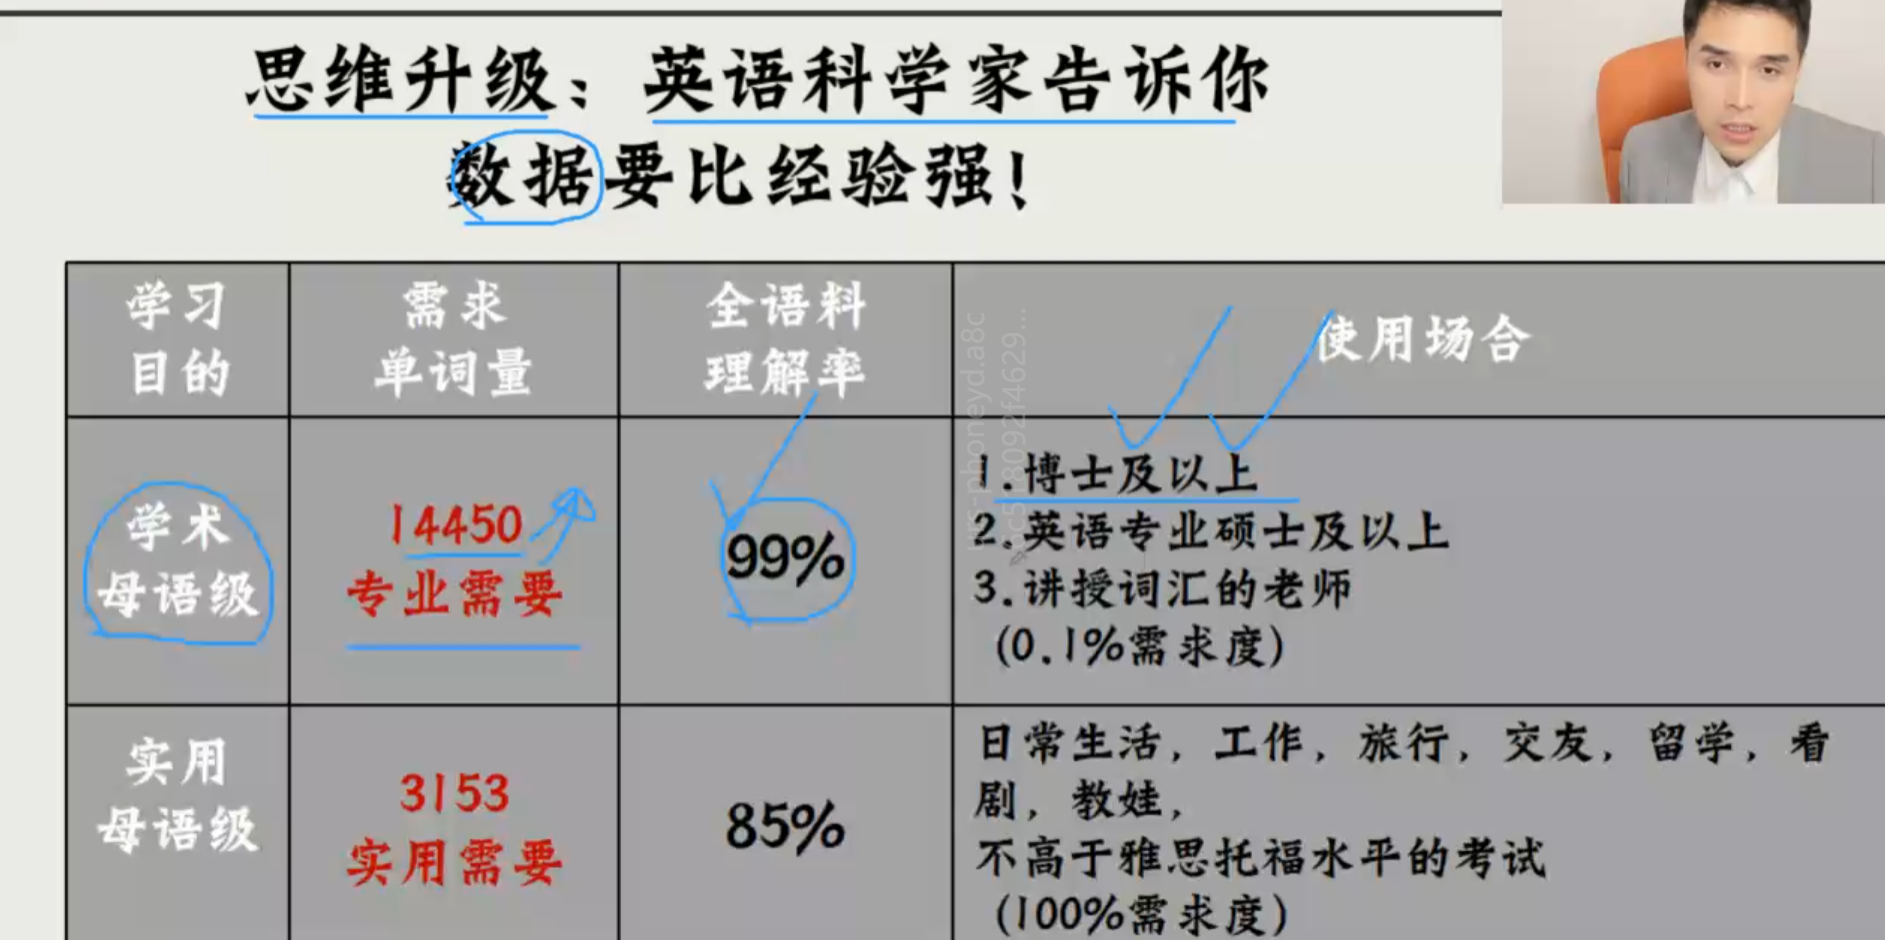 思维升级：英语科学家告诉你
数据要比经验强！
学习
目的
需求
单词量
全语料
理解率
使用场合
学术
母语级
14450
专业需要
99%
1.博士及以上
2.英语专业硕士及以上
3.讲授词汇的老师
(0.1%需求度)
实用
母语级
3153
实用需要
85%
日常生活，工作，旅行，交友，留学，看
剧，教娃，
不高于雅思托福水平的考试
(100%需求度)